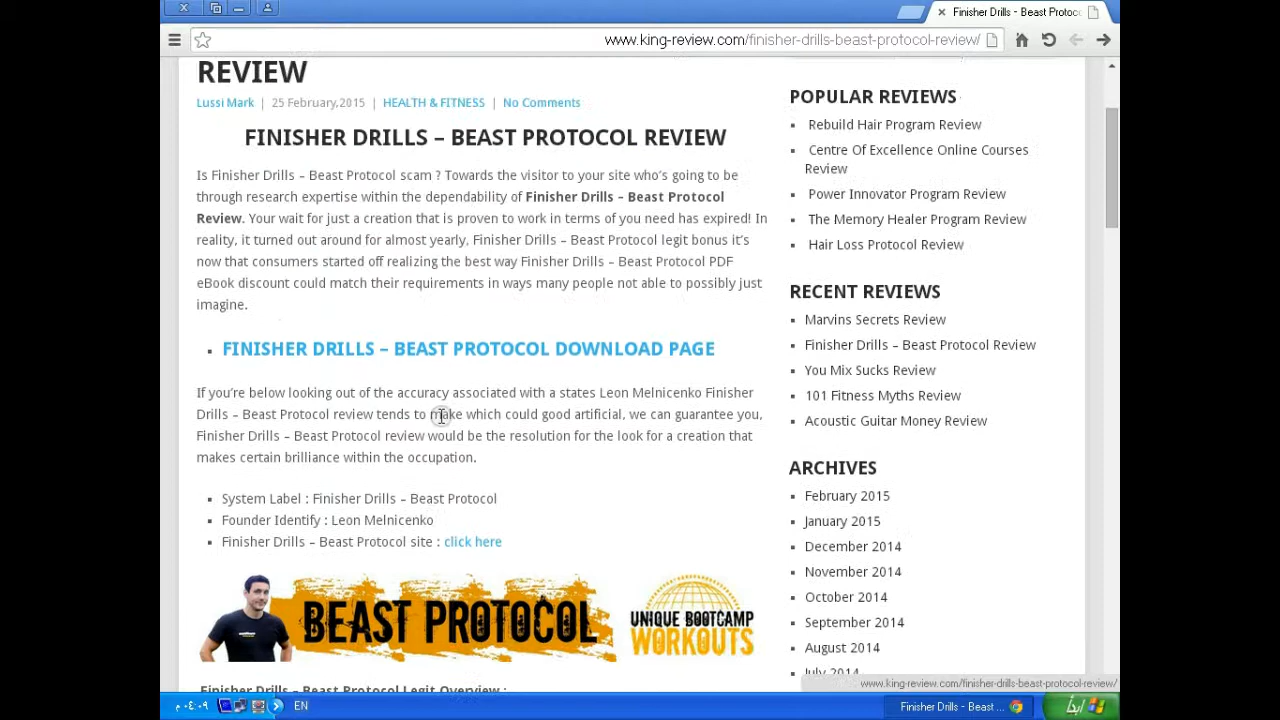 Finisher Drills - Beast Protoc
www.king-review.com/finisher-drills-beast-protocol-review/
REVIEW
Lussi Mark | 25 February,2015 | HEALTH & FITNESS | No Comments
FINISHER DRILLS – BEAST PROTOCOL REVIEW
Is Finisher Drills – Beast Protocol scam ? Towards the visitor to your site who's going to be
through research expertise within the dependability of Finisher Drills – Beast Protocol
Review. Your wait for just a creation that is proven to work in terms of you need has expired! In
reality, it turned out around for almost yearly, Finisher Drills – Beast Protocol legit bonus it's
now that consumers started off realizing the best way Finisher Drills – Beast Protocol PDF
eBook discount could match their requirements in ways many people not able to possibly just
imagine.
FINISHER DRILLS – BEAST PROTOCOL DOWNLOAD PAGE
If you're below looking out of the accuracy associated with a states Leon Melnicenko Finisher
Drills – Beast Protocol review tends to make which could good artificial, we can guarantee you,
Finisher Drills – Beast Protocol review would be the resolution for the look for a creation that
makes certain brilliance within the occupation.
System Label : Finisher Drills – Beast Protocol
Founder Identify : Leon Melnicenko
Finisher Drills – Beast Protocol site : click here
BEAST PROTOCOL
UNIQUE BOOTCAMP
WORKOUTS
Finisher Drills – Beast Protocol Legit Overview :
POPULAR REVIEWS
Rebuild Hair Program Review
Centre Of Excellence Online Courses
Review
Power Innovator Program Review
The Memory Healer Program Review
Hair Loss Protocol Review
RECENT REVIEWS
Marvins Secrets Review
Finisher Drills – Beast Protocol Review
You Mix Sucks Review
101 Fitness Myths Review
Acoustic Guitar Money Review
ARCHIVES
February 2015
January 2015
December 2014
November 2014
October 2014
September 2014
August 2014
July 2014
www.king-review.com/finisher-drills-beast-protocol-review/
٠٤:٠٩ م
EN
Finisher Drills - Beast ...
ابدأ